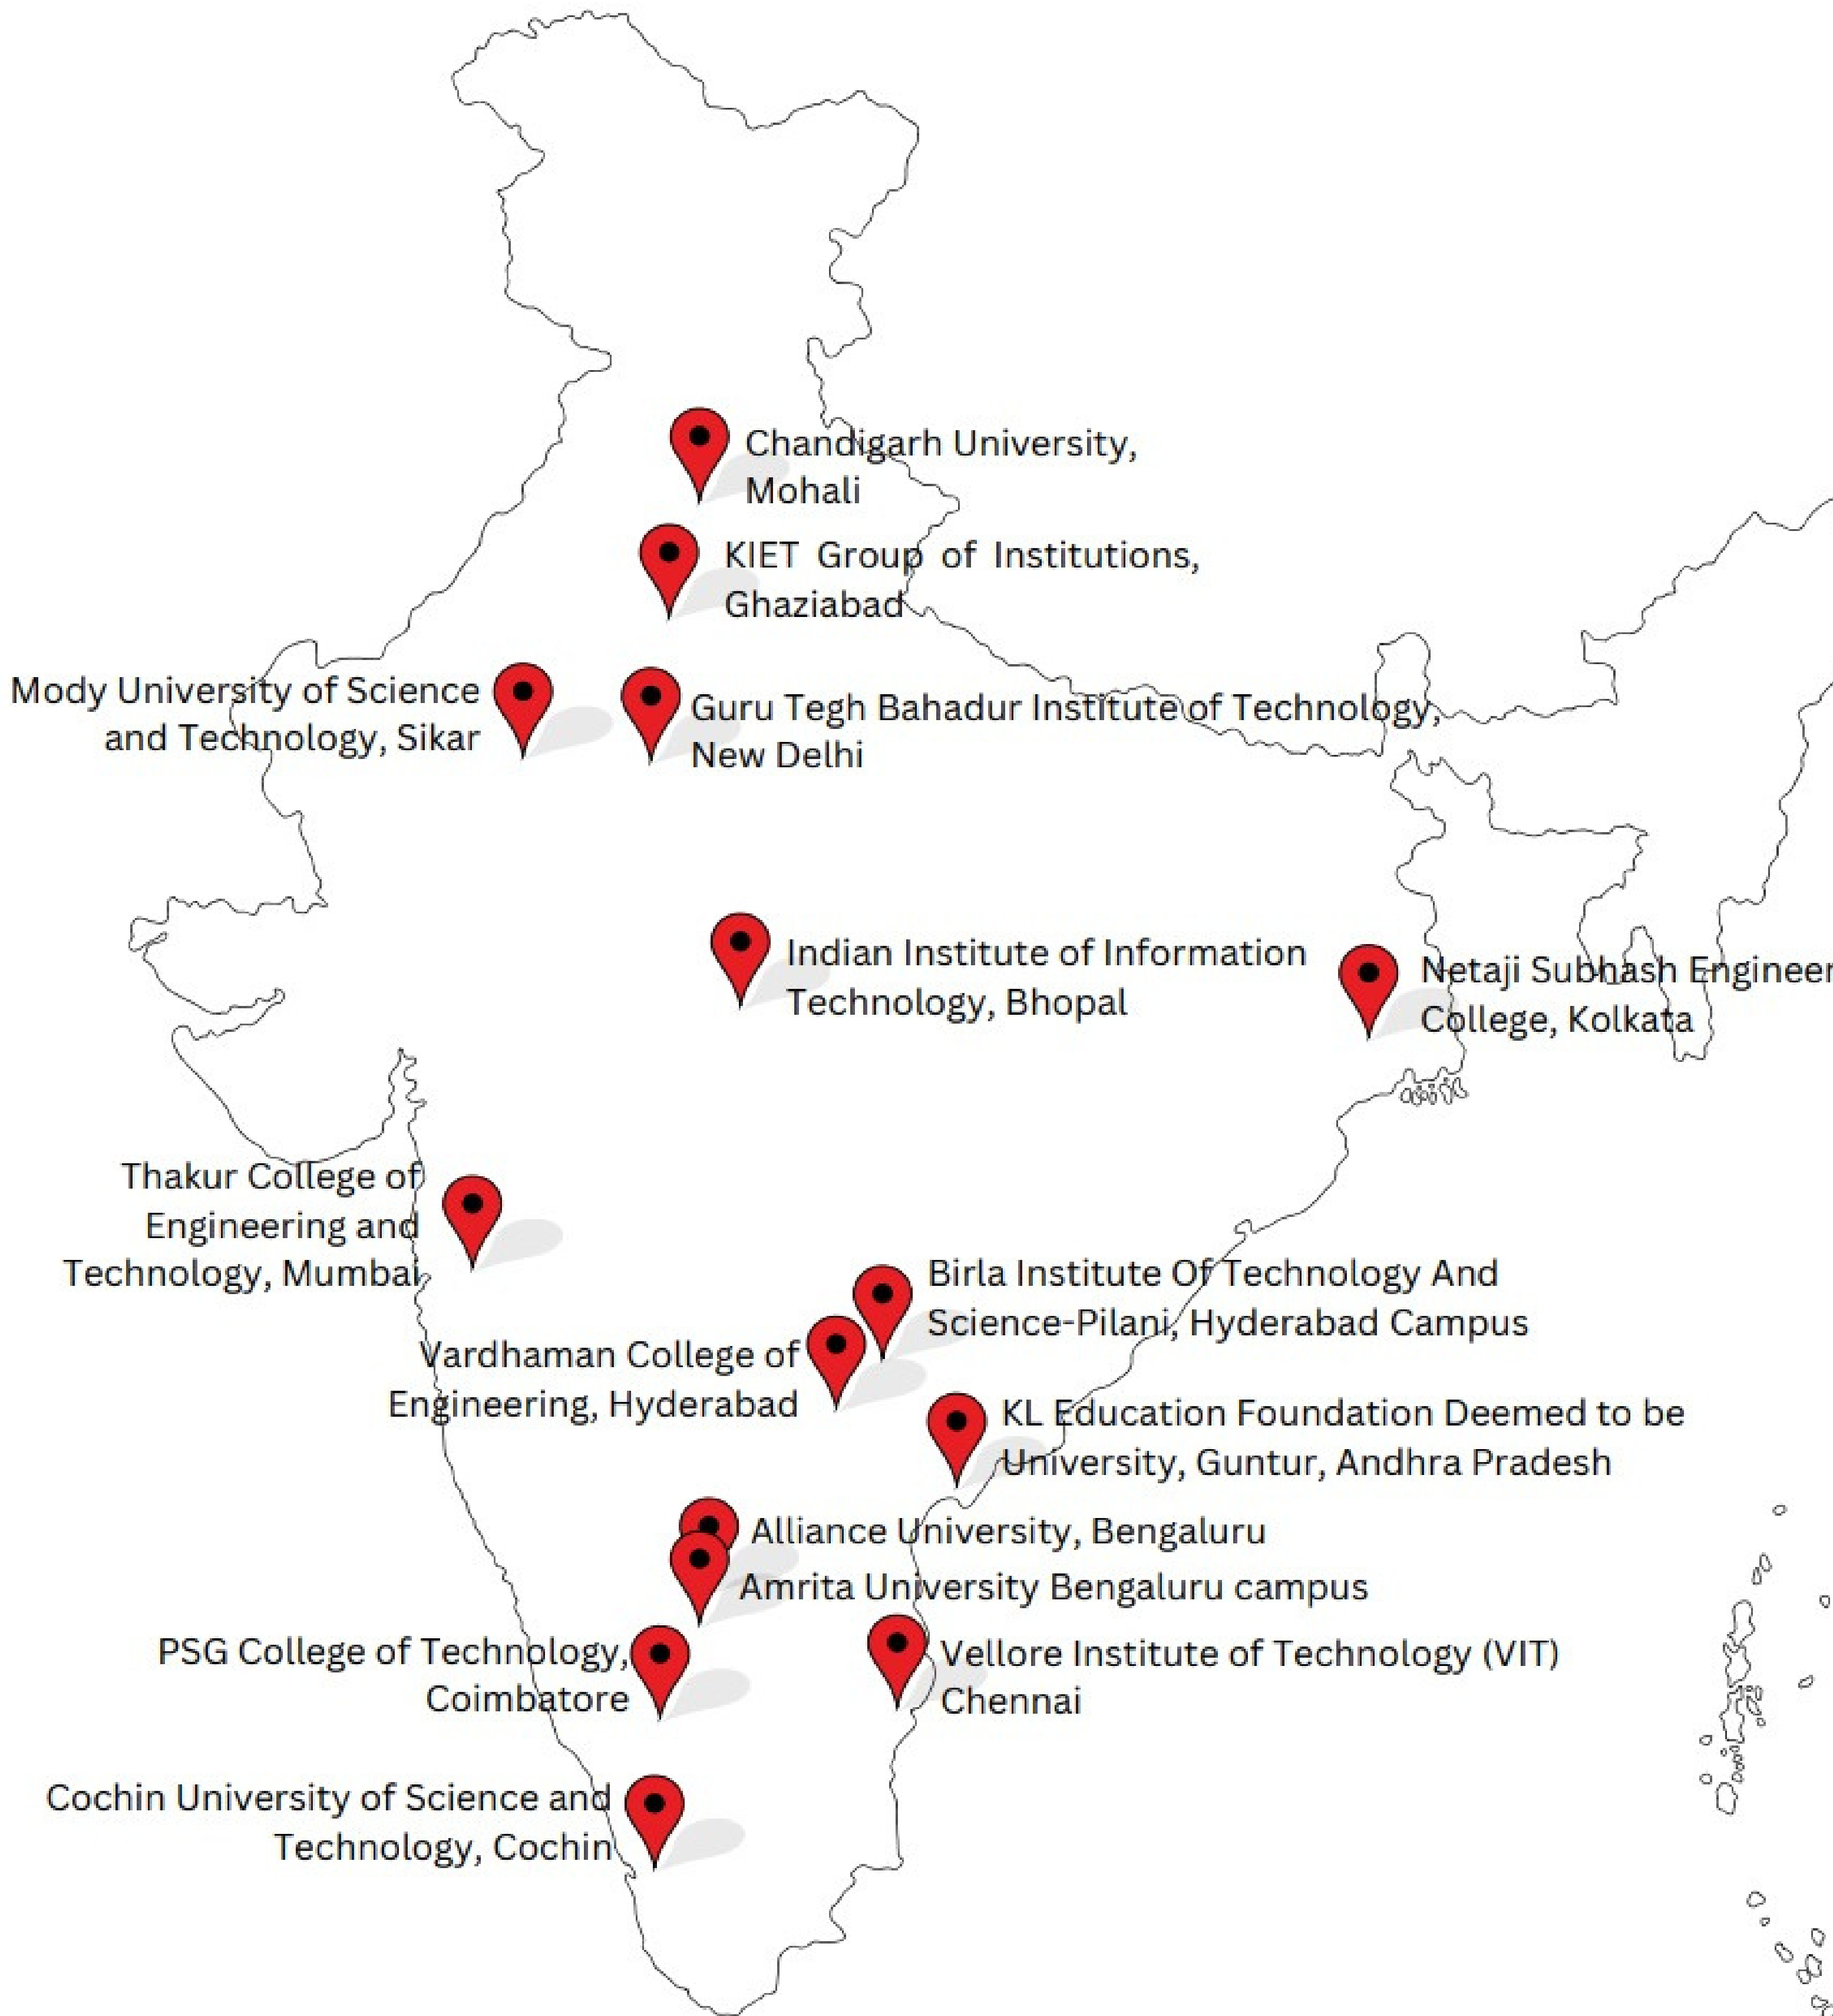 Chandigarh University,
Mohali
KIET Group of Institutions,
Ghaziabad
Mody University of Science
and Technology, Sikar
Guru Tegh Bahadur Institute of Technology,
New Delhi
Indian Institute of Information
Technology, Bhopal
Netaji Subhash Engineer
College, Kolkata
Thakur College of
Engineering and
Technology, Mumbai
Birla Institute Of Technology And
Science-Pilani, Hyderabad Campus
Vardhaman College of
Engineering, Hyderabad
KL Education Foundation Deemed to be
University, Guntur, Andhra Pradesh
Alliance University, Bengaluru
Amrita University Bengaluru campus
PSG College of Technology,
Coimbatore
Vellore Institute of Technology (VIT)
Chennai
Cochin University of Science and
Technology, Cochin